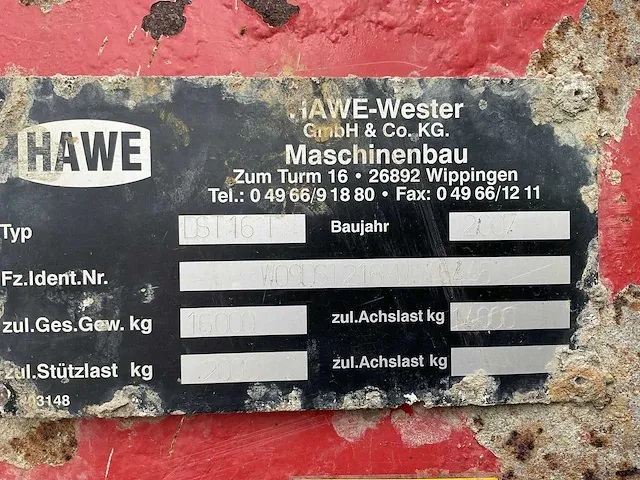 HAWE
HAWE-Wester
GmbH & Co. KG.
Maschinenbau
Zum Turm 16 • 26892 Wippingen
Tel.: 0 49 66/9 18 80 • Fax: 0 49 66/12 11
Typ LST 16 T Baujahr 2007
Fz.Ident.Nr.
zul.Ges.Gew. kg 16000 zul.Achslast kg
zul.Stützlast kg zul.Achslast kg